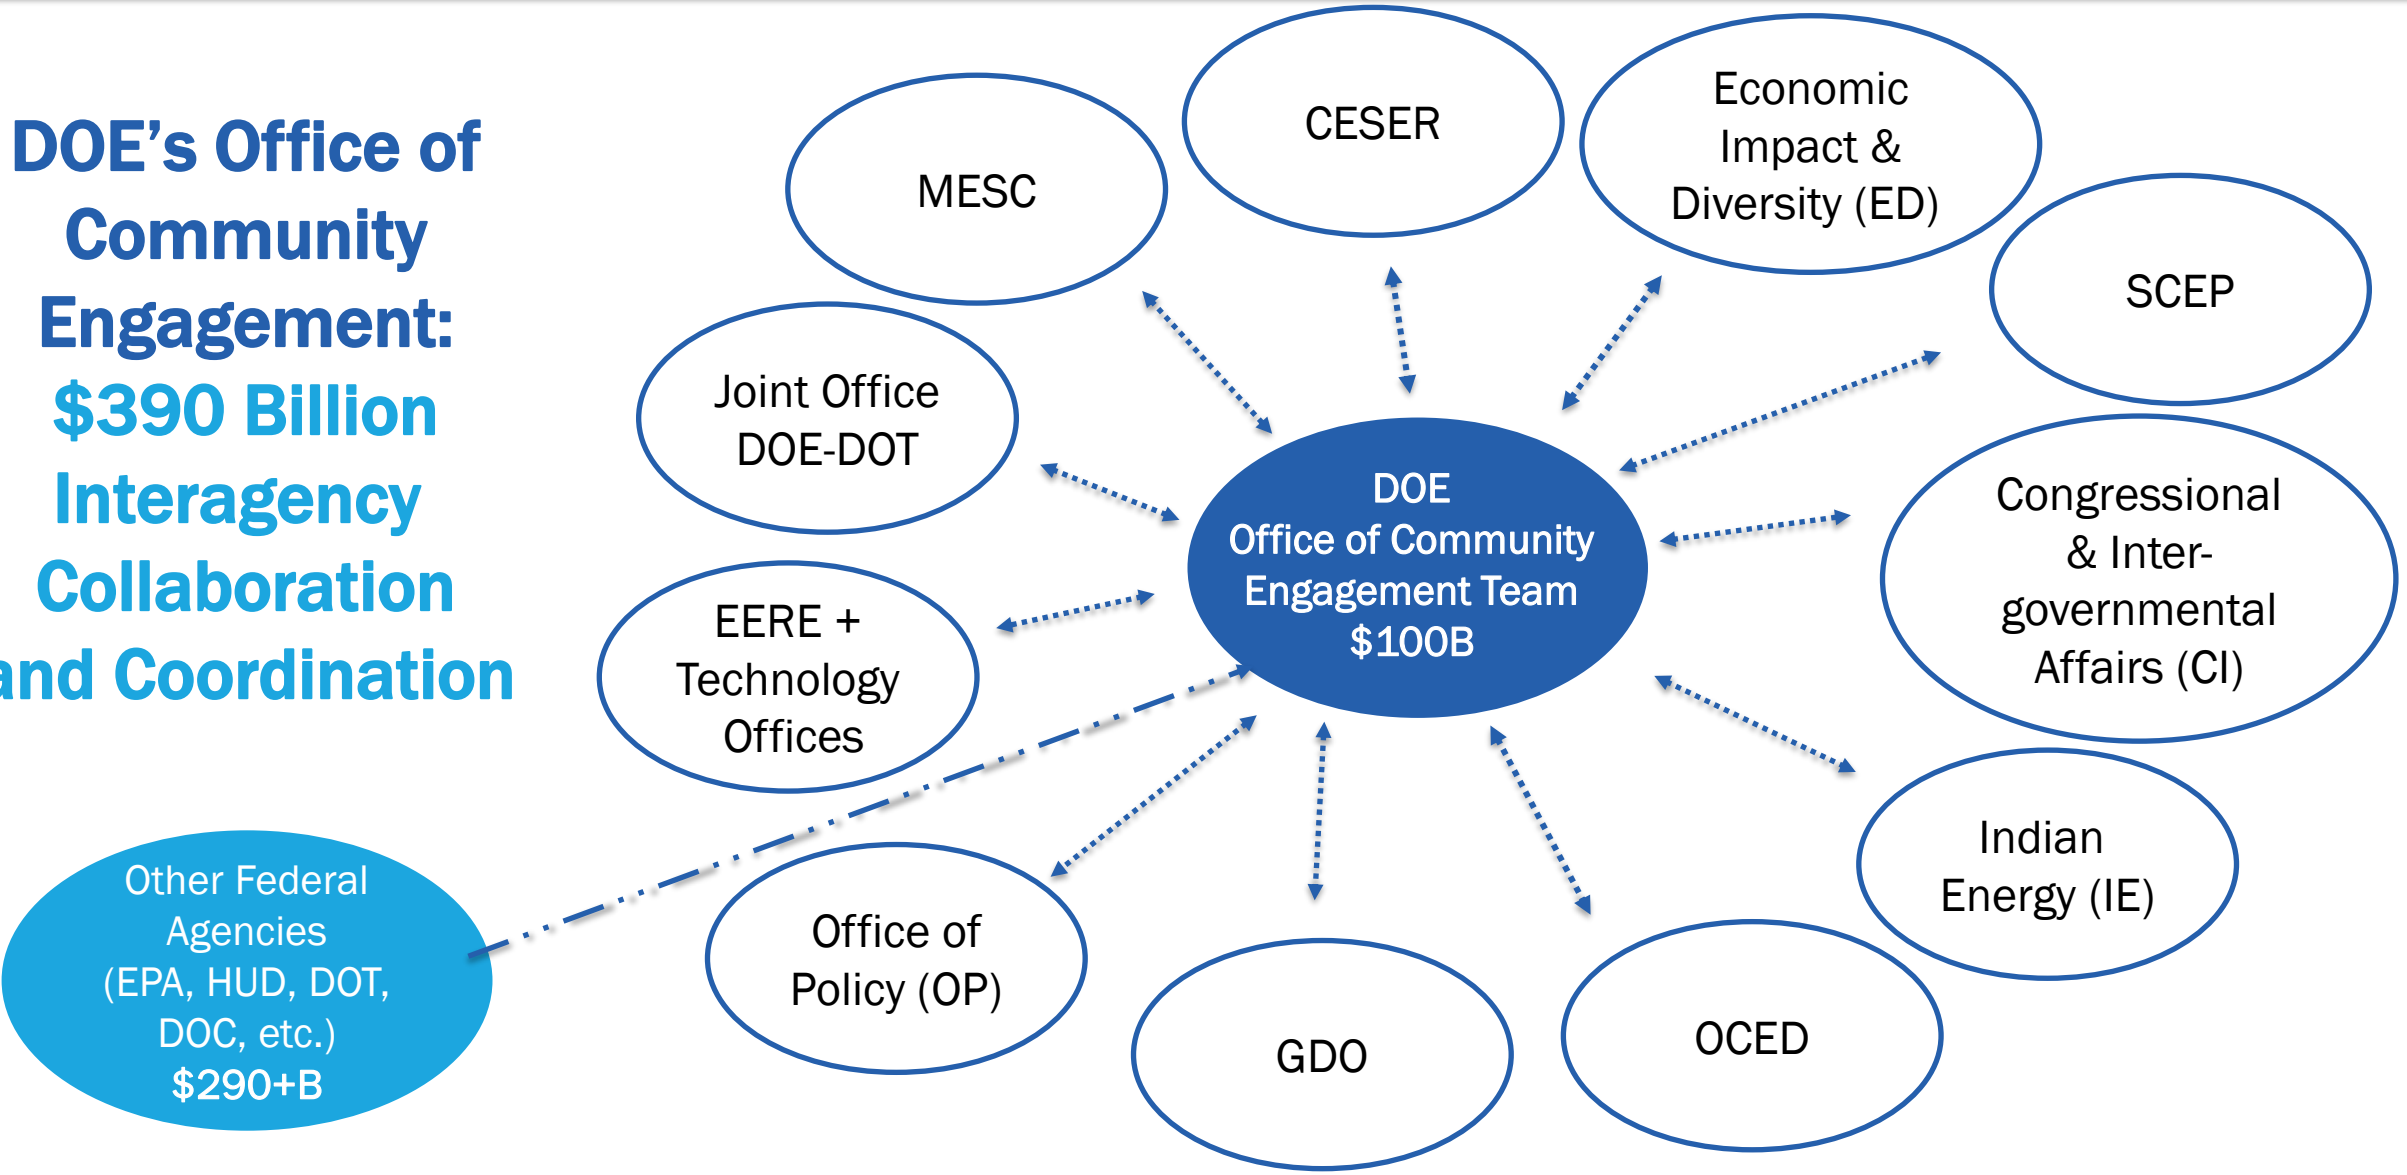 DOE's Office of
Community
Engagement:
$390 Billion
Interagency
Collaboration
and Coordination
MESC
CESER
Economic
Impact &
Diversity (ED)
SCEP
Joint Office
DOE-DOT
DOE
Office of Community
Engagement Team
$100B
Congressional
& Inter-
governmental
Affairs (CI)
EERE +
Technology
Offices
Indian
Energy (IE)
Other Federal
Agencies
(EPA, HUD, DOT,
DOC, etc.)
$290+B
Office of
Policy (OP)
GDO
OCED